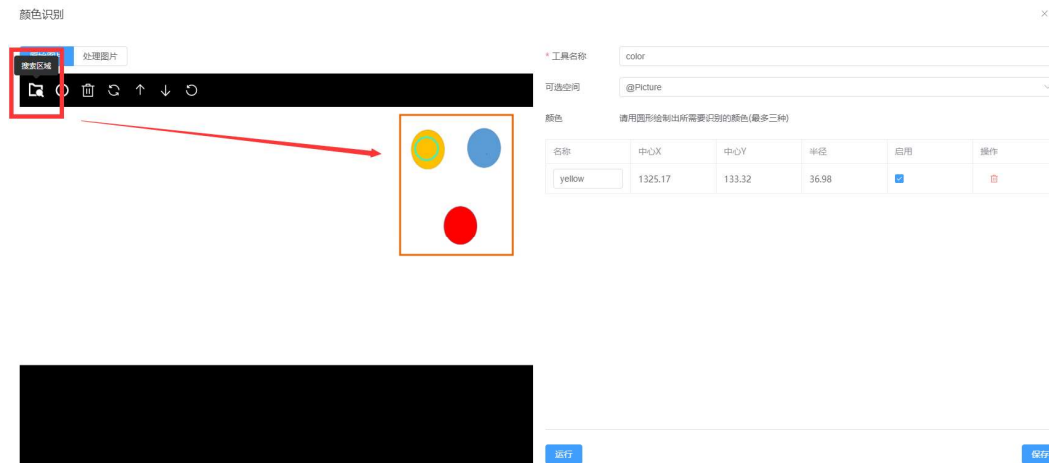 颜色识别
处理图片
搜索区域
* 工具名称 color
可选空间 @Picture
颜色 请用圆形绘制出所需要识别的颜色(最多三种)
名称 中心X 中心Y 半径 启用 操作
yellow 1325.17 133.32 36.98
运行 保存